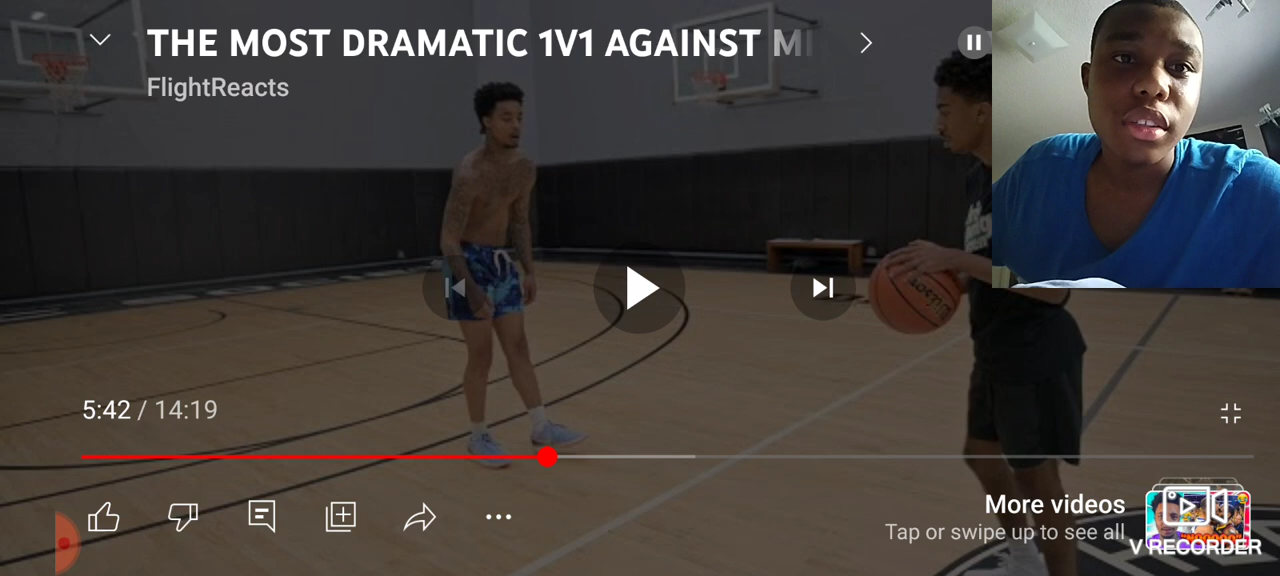 THE MOST DRAMATIC 1V1 AGAINST MI
FlightReacts
5:42 / 14:19
More videos
Tap or swipe up to see all
V RECORDER